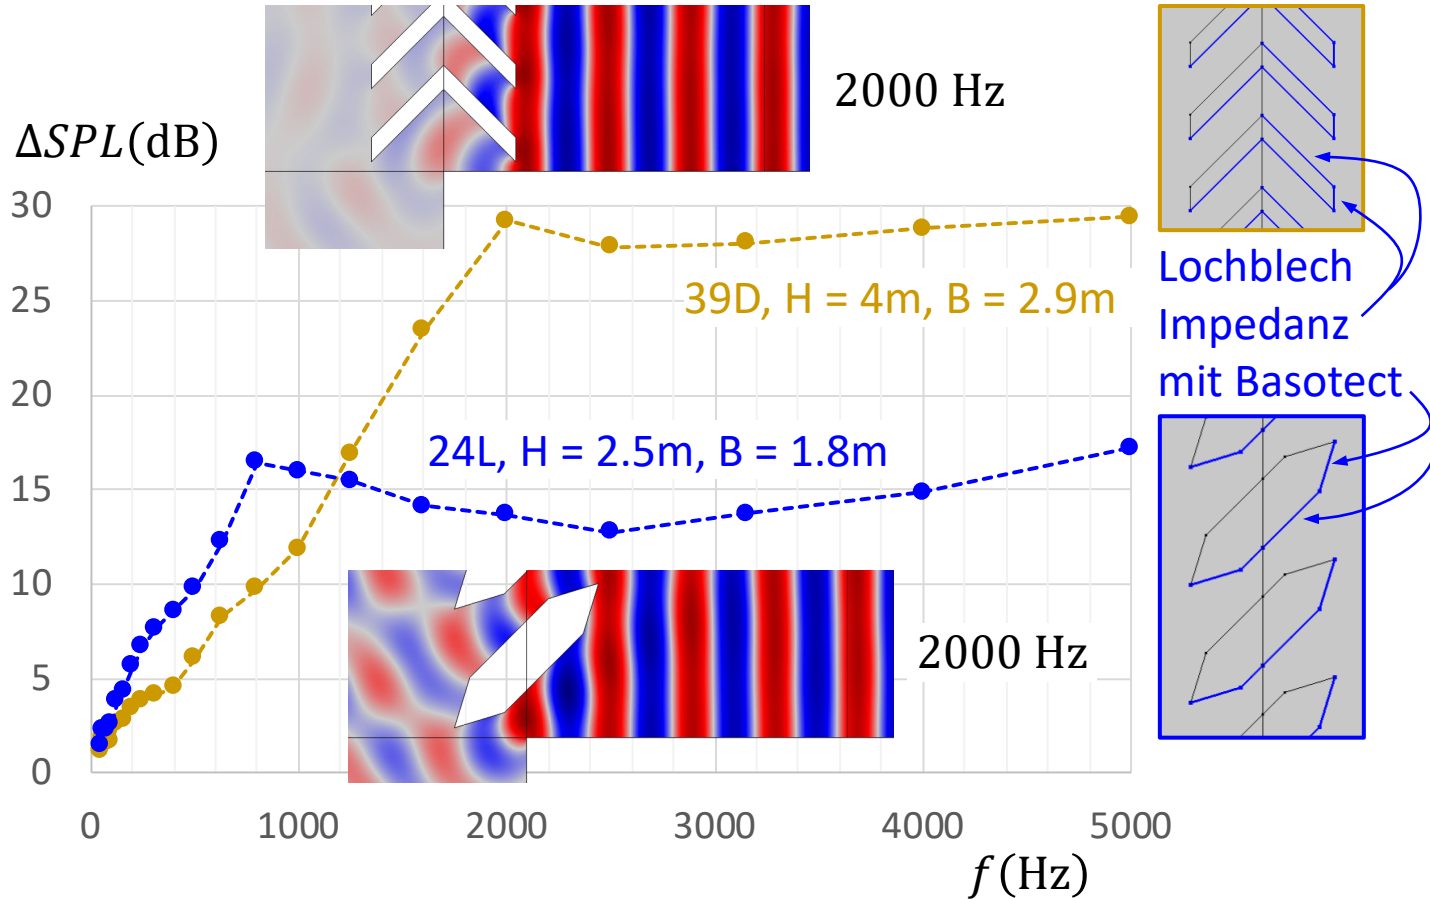 2000 Hz
ΔSPL(dB)
30
25
20
15
10
5
0
39D, H = 4m, B = 2.9m
24L, H = 2.5m, B = 1.8m
2000 Hz
0 1000 2000 3000 4000 5000
f(Hz)
Lochblech
Impedanz
mit Basotect